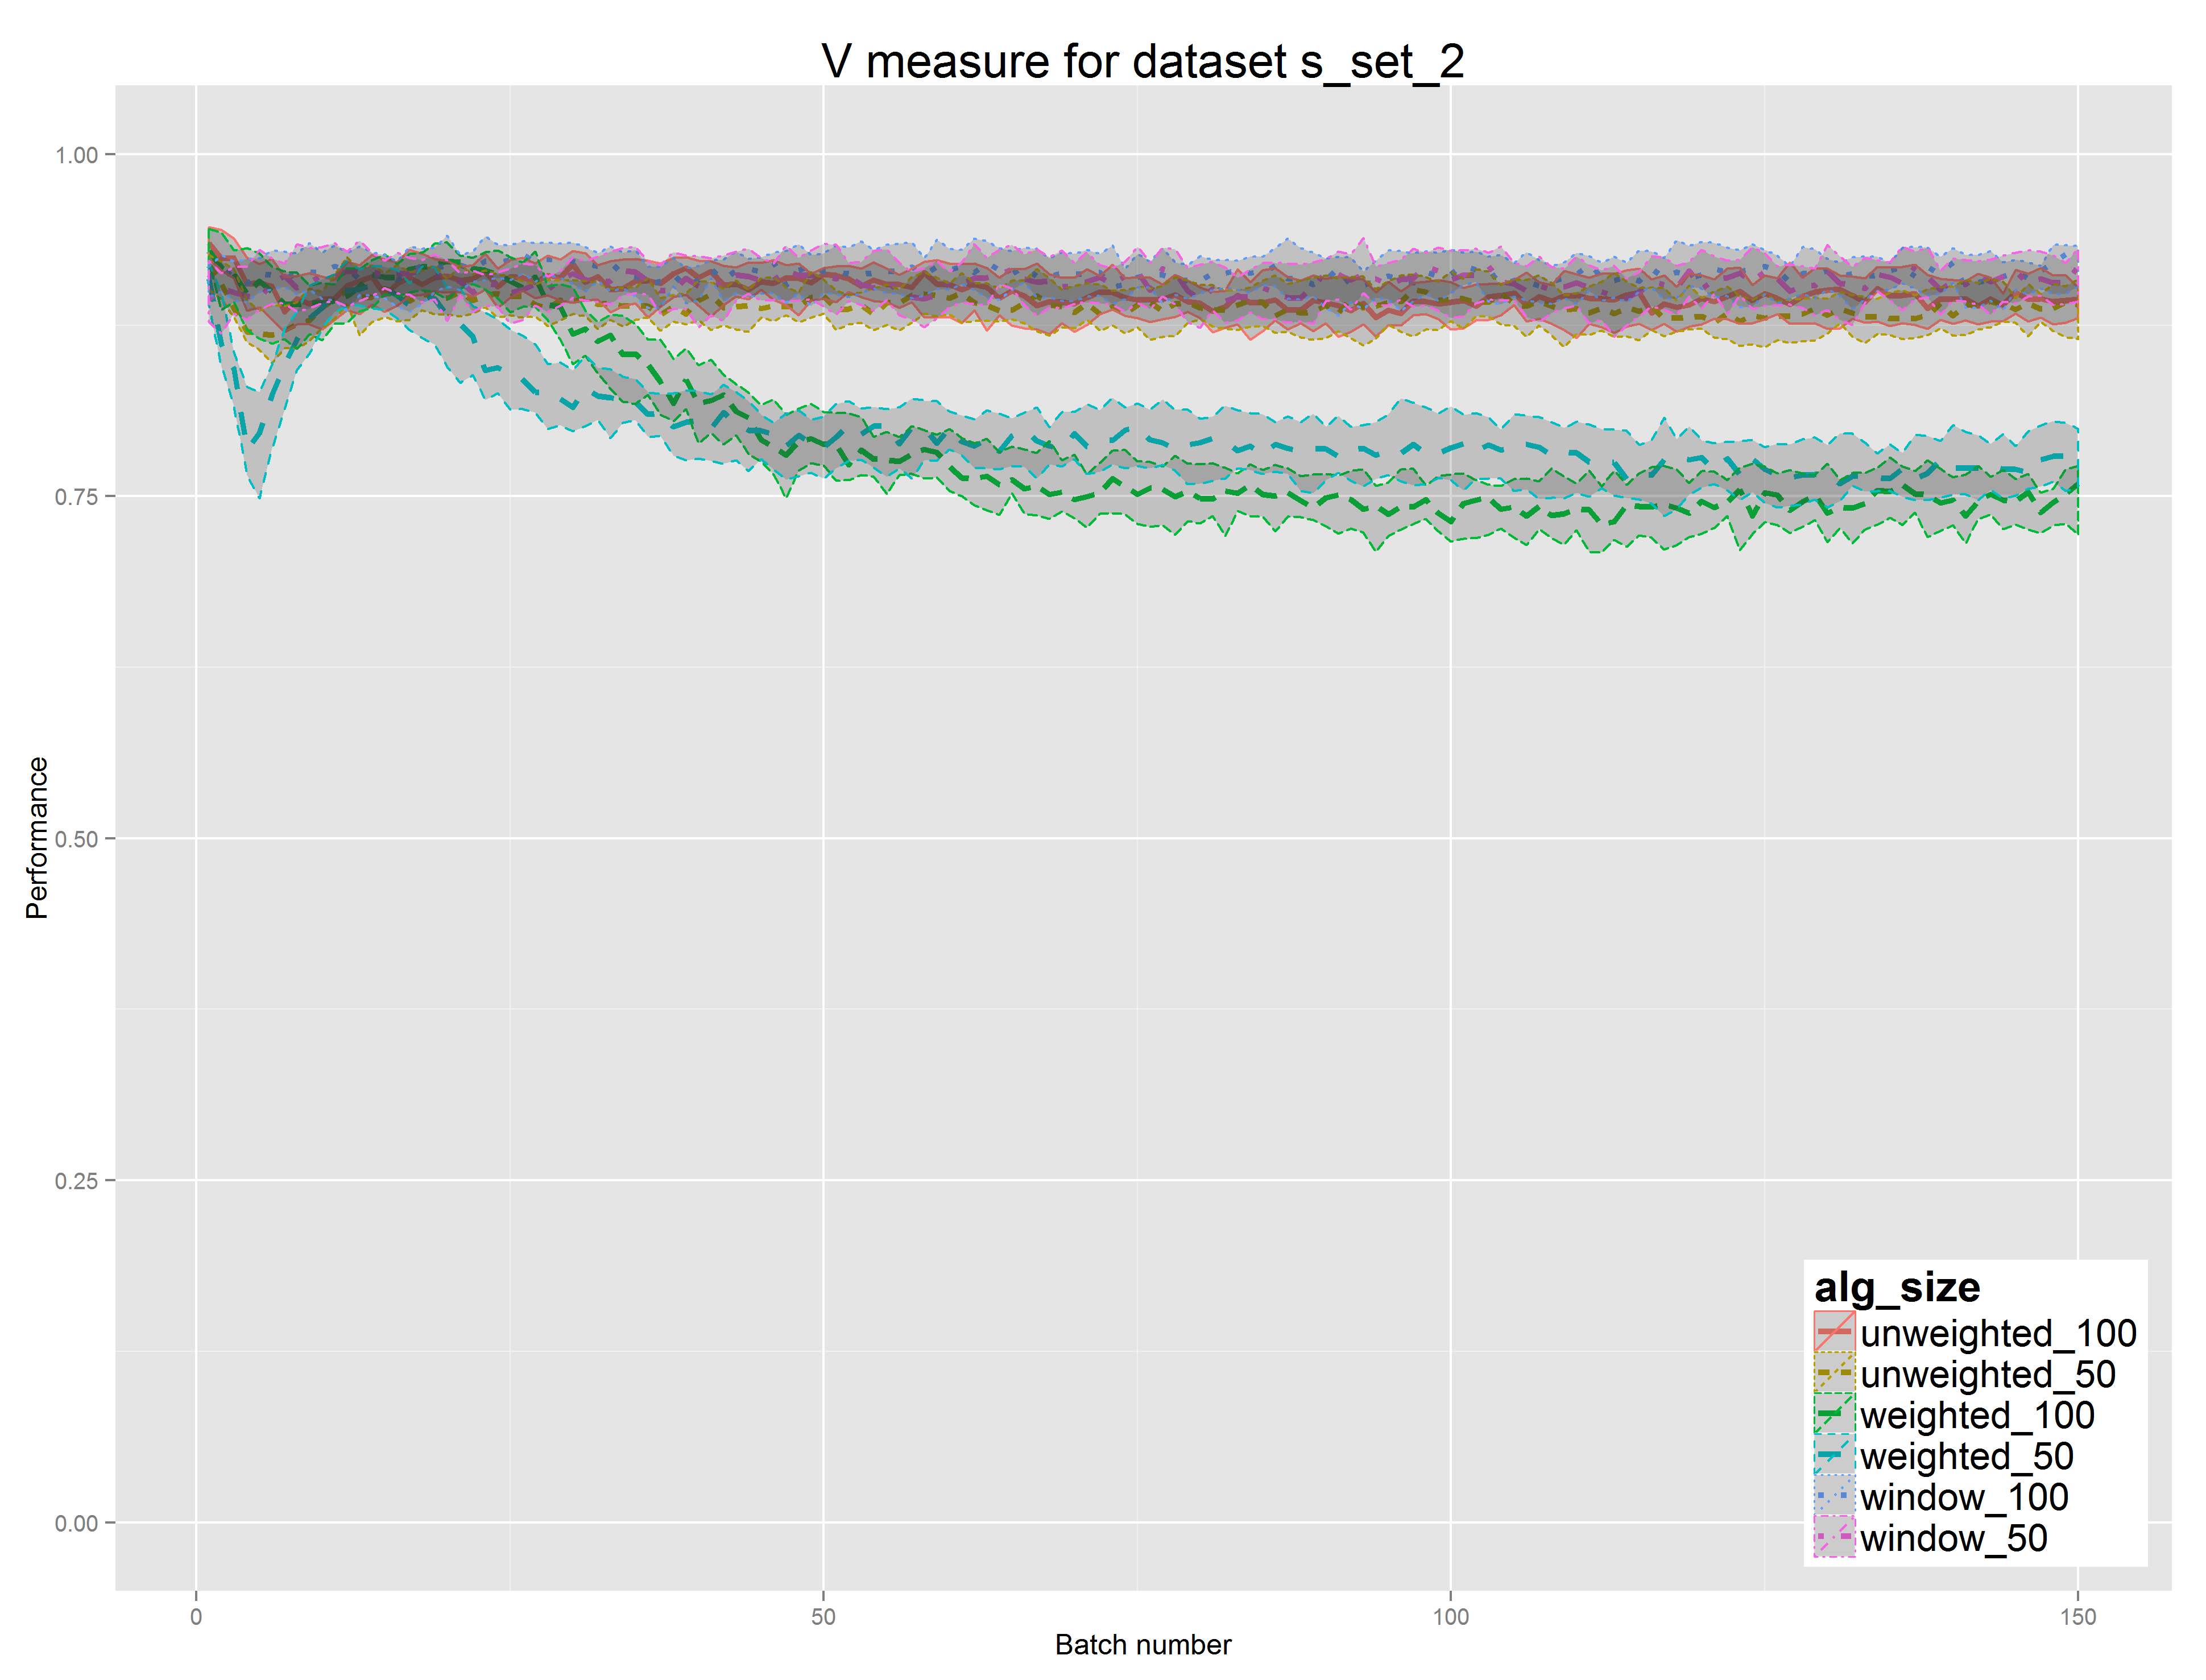 V measure for dataset s_set_2
1.00
0.75
0.50
0.25
0.00
Performance
0
50
100
150
Batch number
alg_size
unweighted_100
unweighted_50
weighted_100
weighted_50
window_100
window_50